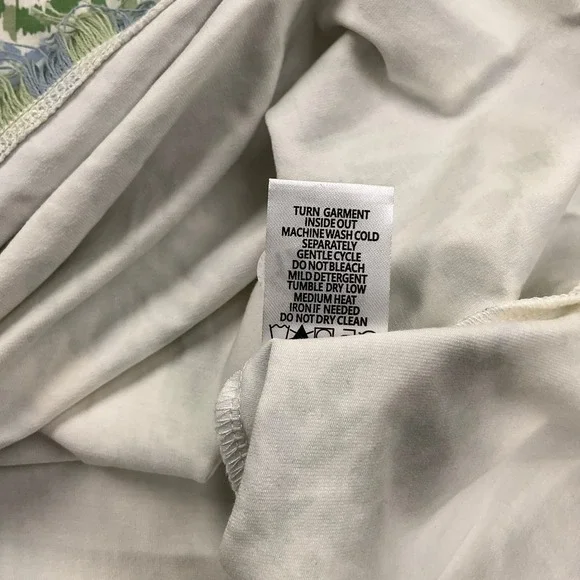 TURN GARMENT
INSIDE OUT
MACHINE WASH COLD
SEPARATELY
GENTLE CYCLE
DO NOT BLEACH
MILD DETERGENT
TUMBLE DRY LOW
MEDIUM HEAT
IRON IF NEEDED
DO NOT DRY CLEAN